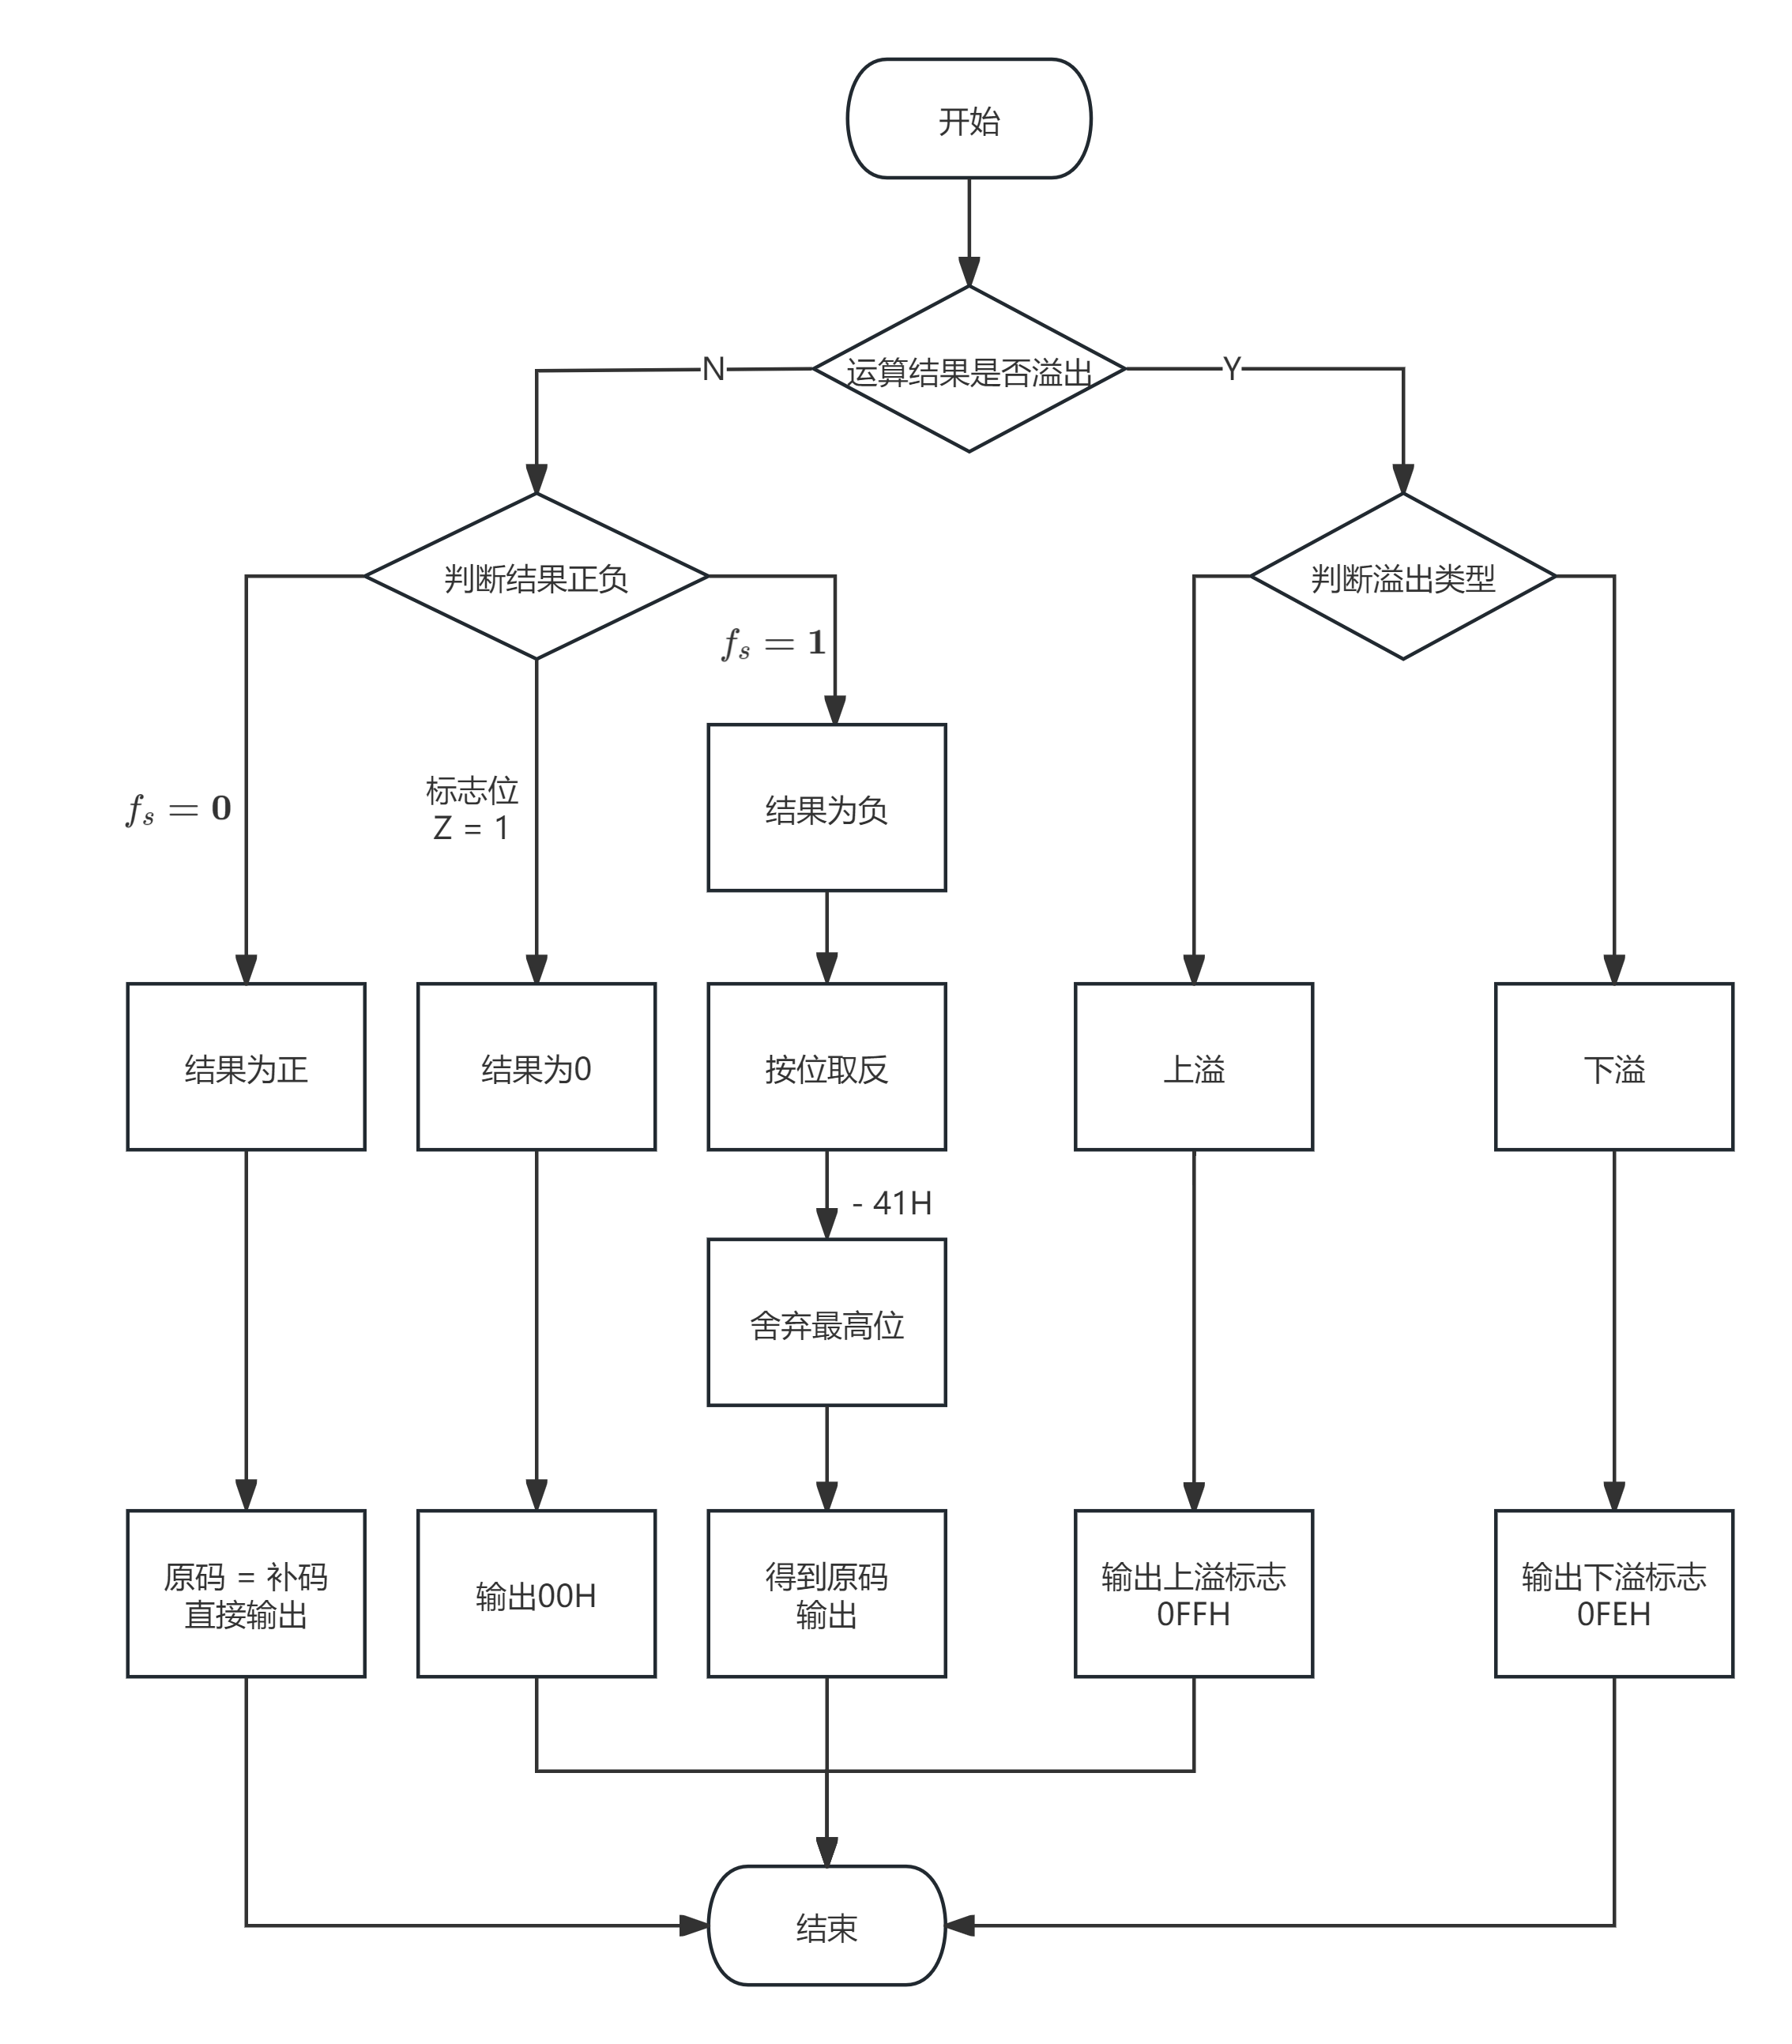 开始
N
运算结果是否溢出
Y
判断结果正负
判断溢出类型
f_s = 1
f_s = 0
标志位
Z = 1
结果为负
结果为正
结果为0
按位取反
上溢
下溢
- 41H
舍弃最高位
原码 = 补码
直接输出
输出00H
得到原码
输出
输出上溢标志
0FFH
输出下溢标志
0FEH
结束